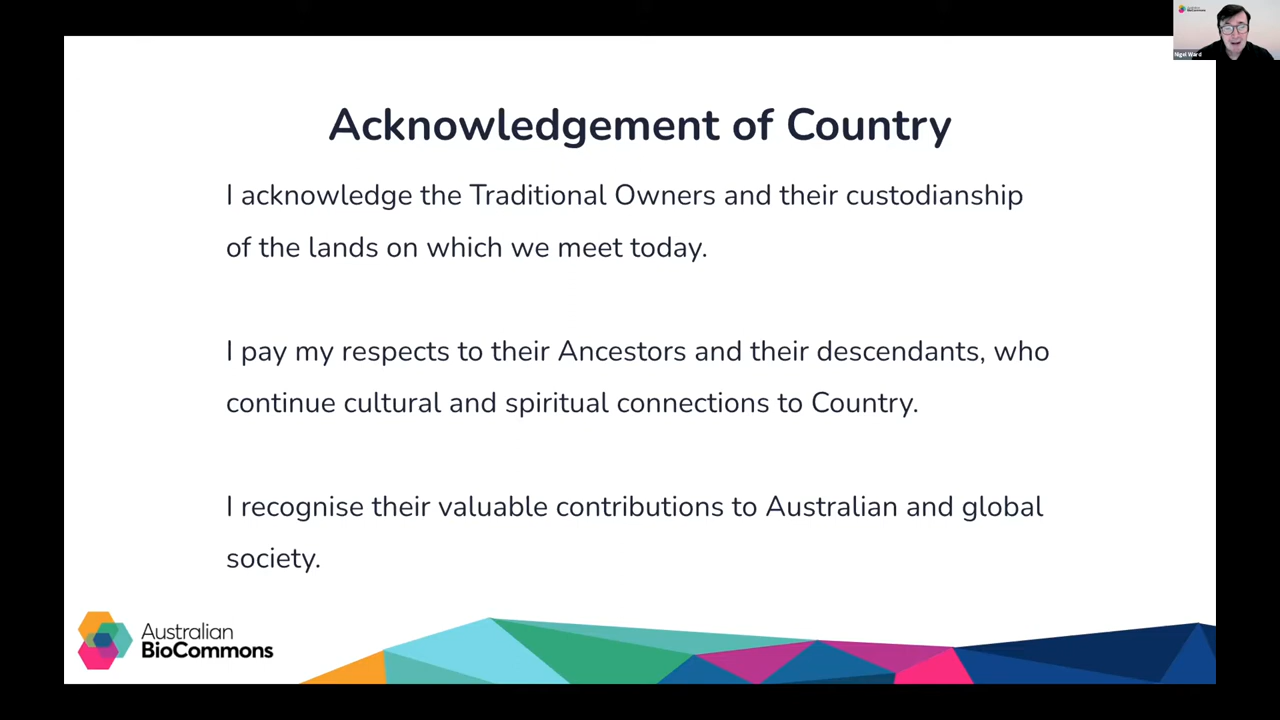 Acknowledgement of Country
I acknowledge the Traditional Owners and their custodianship
of the lands on which we meet today.
I pay my respects to their Ancestors and their descendants, who
continue cultural and spiritual connections to Country.
I recognise their valuable contributions to Australian and global
society.
Australian
BioCommons
Nigel Ward